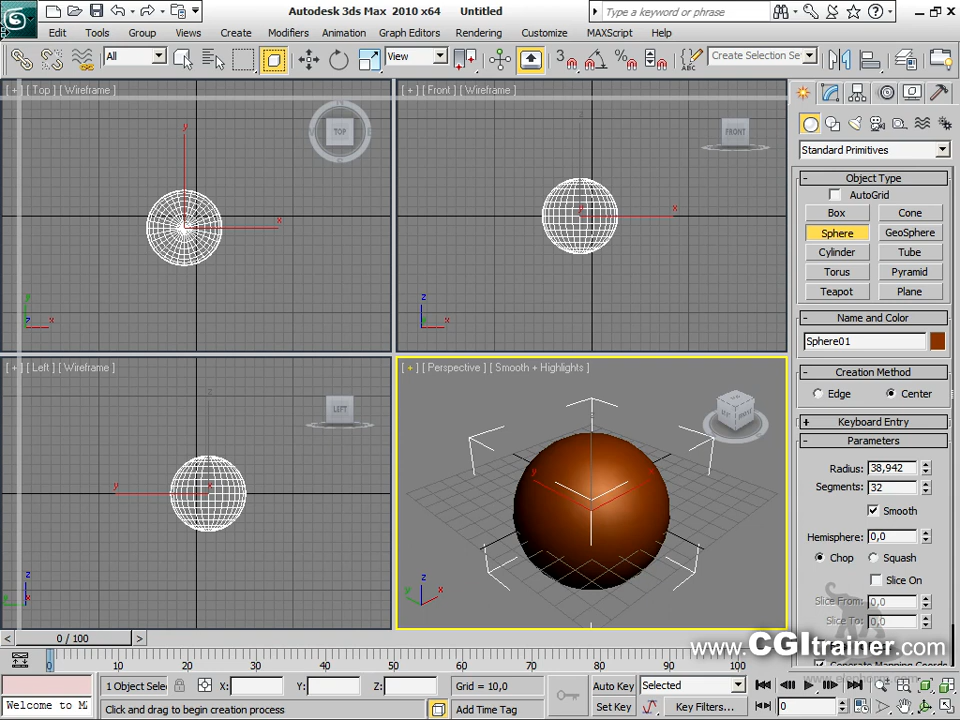 Autodesk 3ds Max 2010 x64 Untitled
Type a keyword or phrase
Edit Tools Group Views Create Modifiers Animation Graph Editors Rendering Customize MAXScript Help
All
View
3
%
ABC
Create Selection Se
[ + ] [ Top ] [ Wireframe ]
[ + ] [ Front ] [ Wireframe ]
TOP
FRONT
Standard Primitives
Object Type
AutoGrid
Box Cone
Sphere GeoSphere
Cylinder Tube
Torus Pyramid
Teapot Plane
y
x
y
x
z
x
z
x
Name and Color
Sphere01
[ + ] [ Left ] [ Wireframe ]
[ + ] [ Perspective ] [ Smooth + Highlights ]
LEFT
Creation Method
Edge Center
Keyboard Entry
Parameters
Radius: 38,942
Segments: 32
Smooth
Hemisphere: 0,0
Chop Squash
Slice On
Slice From: 0,0
Slice To: 0,0
y
x
z
z
x
y
www.CGItrainer.com
Generate Mapping Coords
0 / 100
0 10 20 30 40 50 60 70 80 90 100
1 Object Sele X: Y: Z: Grid = 10,0 Auto Key Selected
Welcome to M
Click and drag to begin creation process Add Time Tag Set Key Key Filters... 0